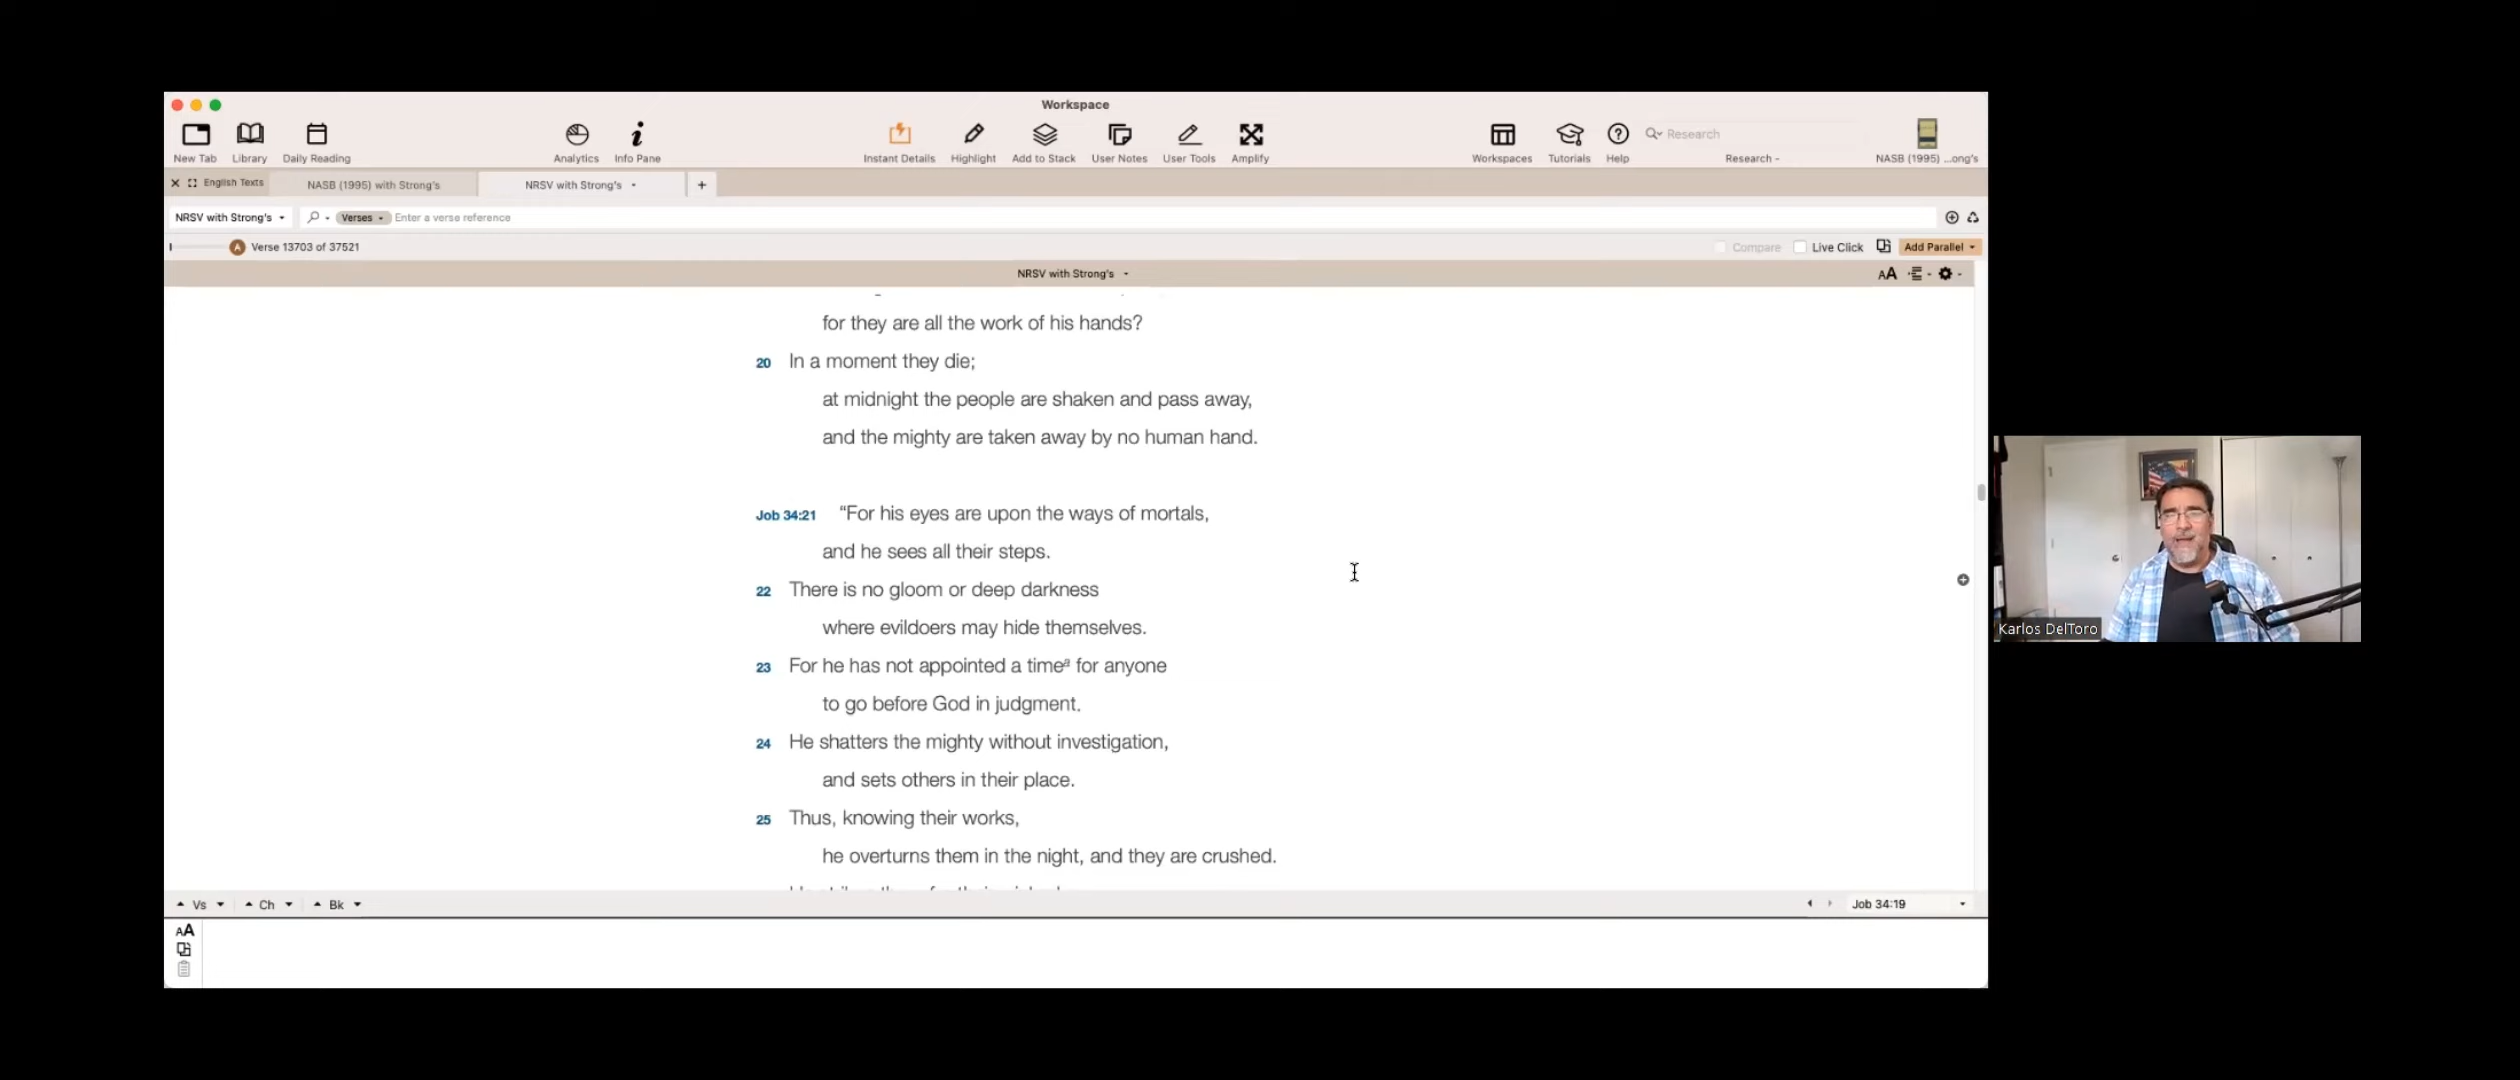 Workspace
New Tab
Library
Daily Reading
Analytics
Info Pane
Instant Details
Highlight
Add to Stack
User Notes
User Tools
Amplify
Workspaces
Tutorials
Help
Research
Research
NASB (1995) ...ong's
English Texts
NASB (1995) with Strong's
NRSV with Strong's
NRSV with Strong's
Verses
Enter a verse reference
A
Verse 13703 of 37521
Compare
Live Click
Add Parallel
NRSV with Strong's
AA
for they are all the work of his hands?
20 In a moment they die;
at midnight the people are shaken and pass away,
and the mighty are taken away by no human hand.
Job 34:21 “For his eyes are upon the ways of mortals,
and he sees all their steps.
22 There is no gloom or deep darkness
where evildoers may hide themselves.
23 For he has not appointed a timeª for anyone
to go before God in judgment.
24 He shatters the mighty without investigation,
and sets others in their place.
25 Thus, knowing their works,
he overturns them in the night, and they are crushed.
Vs
Ch
Bk
Job 34:19
AA
Karlos DelToro